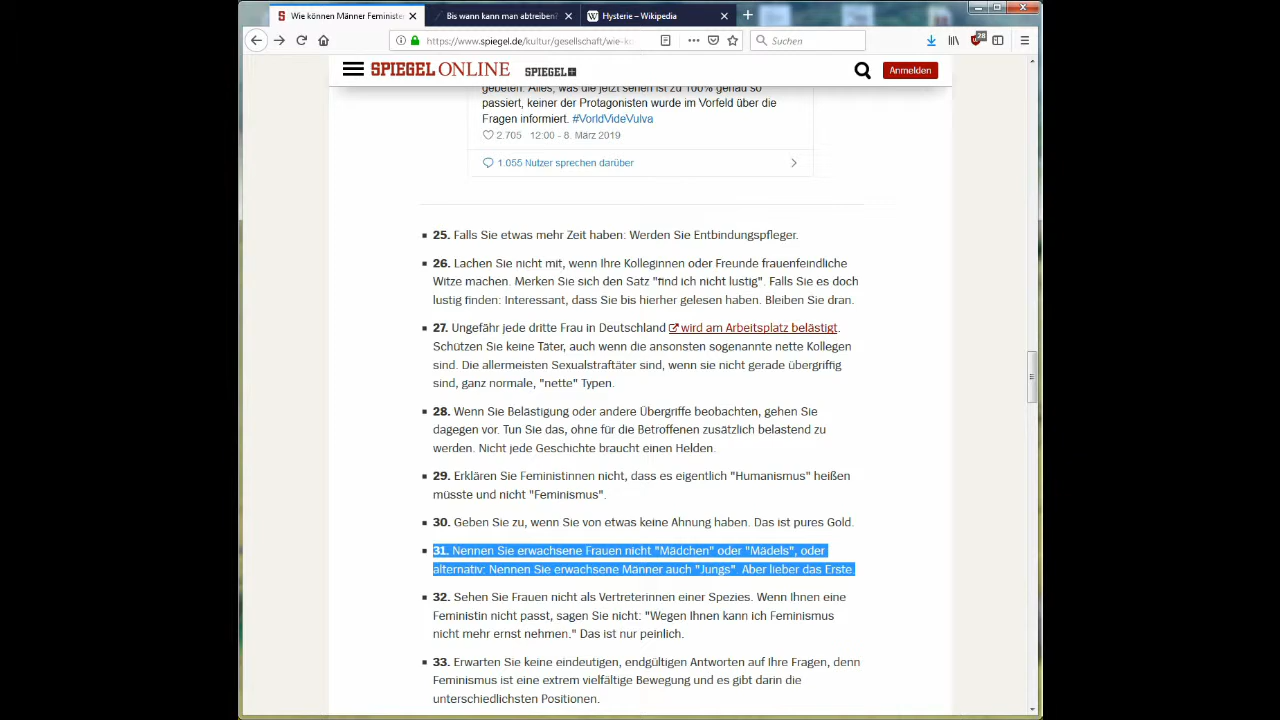 Wie können Männer Feministe
Bis wann kann man abtreiben?
Hysterie – Wikipedia
https://www.spiegel.de/kultur/gesellschaft/wie-ko
Suchen
28
SPIEGEL ONLINE
SPIEGEL+
Anmelden
gebeten. Alles, was die jetzt sehen ist zu 100% genau so
passiert, keiner der Protagonisten wurde im Vorfeld über die
Fragen informiert. #VorldVideVulva
2.705 12:00 - 8. März 2019
1.055 Nutzer sprechen darüber
25. Falls Sie etwas mehr Zeit haben: Werden Sie Entbindungspfleger.
26. Lachen Sie nicht mit, wenn Ihre Kolleginnen oder Freunde frauenfeindliche
Witze machen. Merken Sie sich den Satz "find ich nicht lustig". Falls Sie es doch
lustig finden: Interessant, dass Sie bis hierher gelesen haben. Bleiben Sie dran.
27. Ungefähr jede dritte Frau in Deutschland wird am Arbeitsplatz belästigt.
Schützen Sie keine Täter, auch wenn die ansonsten sogenannte nette Kollegen
sind. Die allermeisten Sexualstraftäter sind, wenn sie nicht gerade übergriffig
sind, ganz normale, "nette" Typen.
28. Wenn Sie Belästigung oder andere Übergriffe beobachten, gehen Sie
dagegen vor. Tun Sie das, ohne für die Betroffenen zusätzlich belastend zu
werden. Nicht jede Geschichte braucht einen Helden.
29. Erklären Sie Feministinnen nicht, dass es eigentlich "Humanismus" heißen
müsste und nicht "Feminismus".
30. Geben Sie zu, wenn Sie von etwas keine Ahnung haben. Das ist pures Gold.
31. Nennen Sie erwachsene Frauen nicht "Mädchen" oder "Mädels", oder
alternativ: Nennen Sie erwachsene Männer auch "Jungs". Aber lieber das Erste.
32. Sehen Sie Frauen nicht als Vertreterinnen einer Spezies. Wenn Ihnen eine
Feministin nicht passt, sagen Sie nicht: "Wegen Ihnen kann ich Feminismus
nicht mehr ernst nehmen." Das ist nur peinlich.
33. Erwarten Sie keine eindeutigen, endgültigen Antworten auf Ihre Fragen, denn
Feminismus ist eine extrem vielfältige Bewegung und es gibt darin die
unterschiedlichsten Positionen.